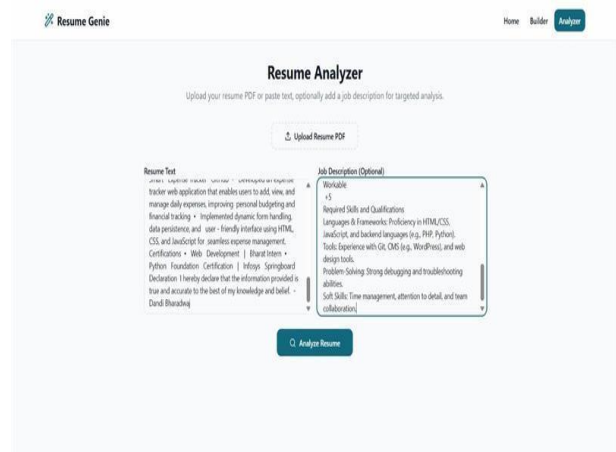 Resume Genie
Home Builder Analyzer
Resume Analyzer
Upload your resume PDF or paste text, optionally add a job description for targeted analysis.
Upload Resume PDF
Resume Text
tracker web application that enables users to add, view, and
manage daily expenses, improving personal budgeting and
financial tracking • Implemented dynamic form handling,
data persistence, and user - friendly interface using HTML,
CSS, and JavaScript for seamless expense management.
Certifications • Web Development | Bharat Intern •
Python Foundation Certification | Infosys Springboard
Declaration I hereby declare that the information provided is
true and accurate to the best of my knowledge and belief. -
Dandi Bharadwaj
Job Description (Optional)
Workable
+5
Required Skills and Qualifications
Languages & Frameworks: Proficiency in HTML/CSS,
JavaScript, and backend languages (e.g., PHP, Python).
Tools: Experience with Git, CMS (e.g., WordPress), and web
design tools.
Problem-Solving: Strong debugging and troubleshooting
abilities.
Soft Skills: Time management, attention to detail, and team
collaboration.
Analyze Resume